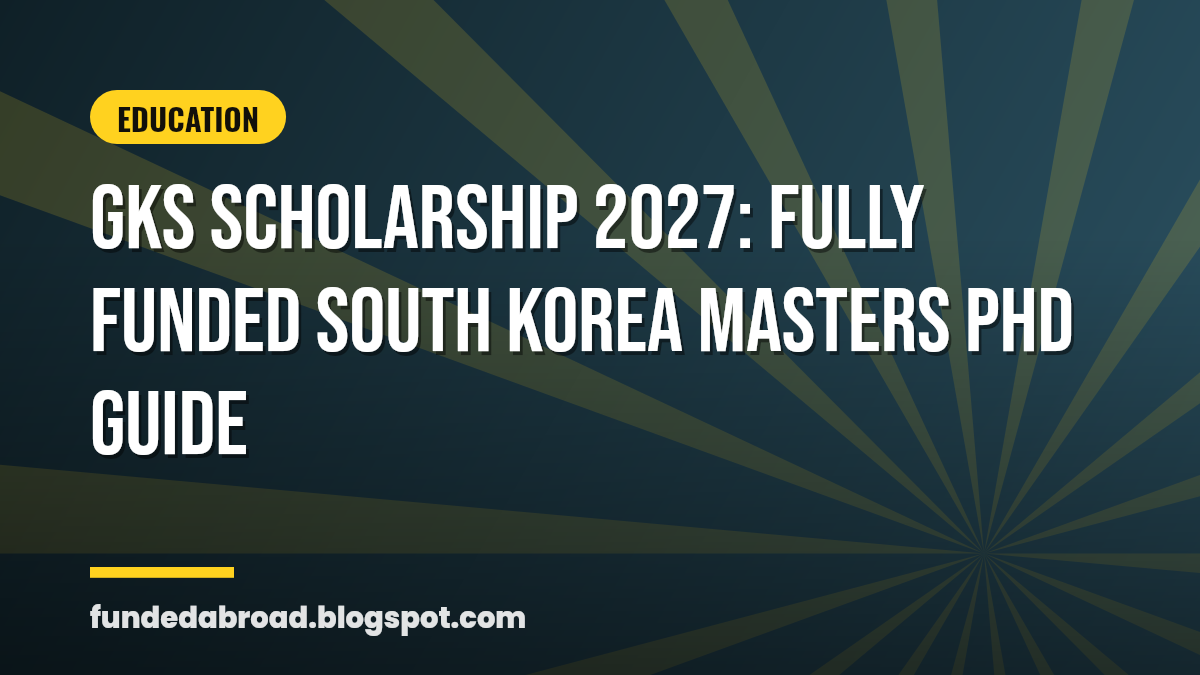 EDUCATION
GKS SCHOLARSHIP 2027: FULLY
FUNDED SOUTH KOREA MASTERS PHD
GUIDE
fundedabroad.blogspot.com